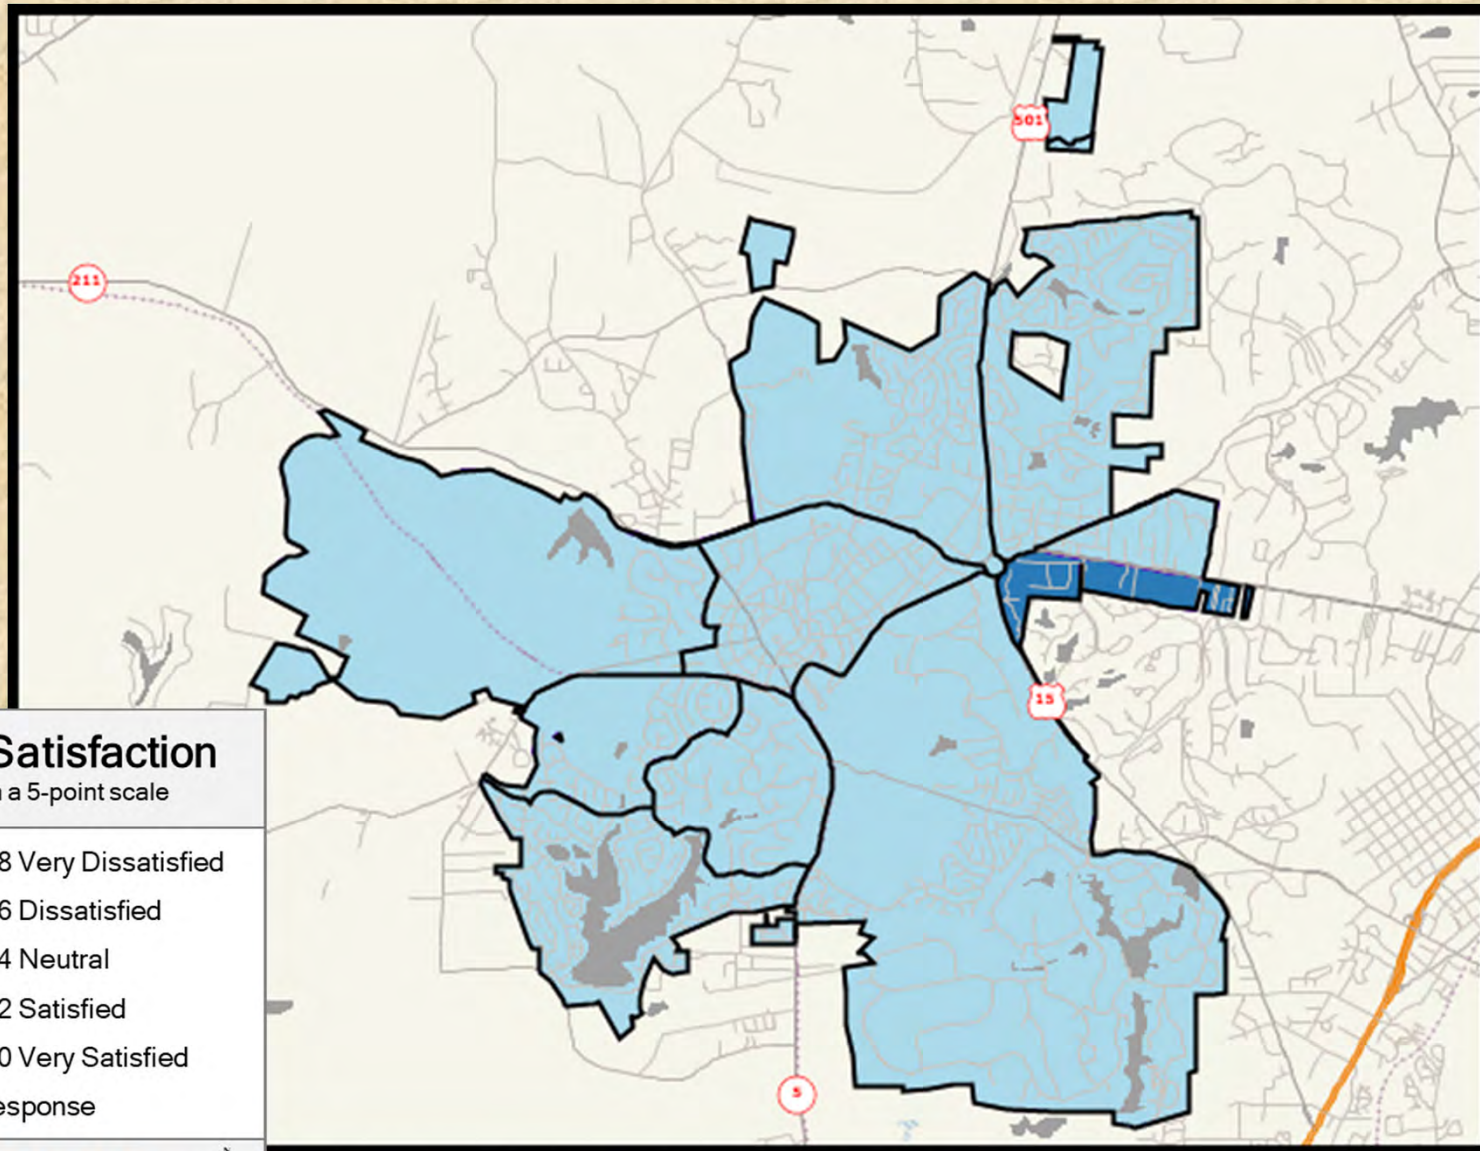 501
211
15
Satisfaction
a 5-point scale
8 Very Dissatisfied
6 Dissatisfied
4 Neutral
2 Satisfied
0 Very Satisfied
esponse
5